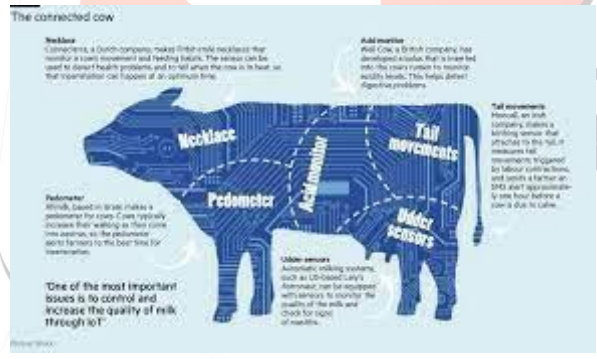 The connected cow
Necklace
Connecterra, a Dutch company, makes Fitbit-style necklaces that
monitor a cow's movement and feeding habits. The sensor can be
used to detect health problems and to tell when the cow is in heat, so
that insemination can happen at an optimum time.
Acid monitor
Well Cow, a British company, has
developed a bolus that is inserted
into the cow's rumen to monitor
acidity levels. This helps detect
digestive problems.
Tail movements
Moocall, an Irish
company, makes a
birthing sensor that
attaches to the tail. It
measures tail
movements triggered
by labour contractions,
and sends a farmer an
SMS alert approximate-
ly one hour before a
cow is due to calve.
Necklace
Pedometer
Acid monitor
Tail
movements
Udder
sensors
Pedometer
Afimilk, based in Israel, makes a
pedometer for cows. Cows typically
increase their walking as they come
into oestrus, so the pedometer
alerts farmers to the best time for
insemination.
Udder sensors
Automatic milking systems,
such as Lely's
Astronaut, can be equipped
with sensors to monitor the
quality of the milk and
check for signs
of mastitis.
"One of the most important
issues is to control and
increase the quality of milk
through IoT"